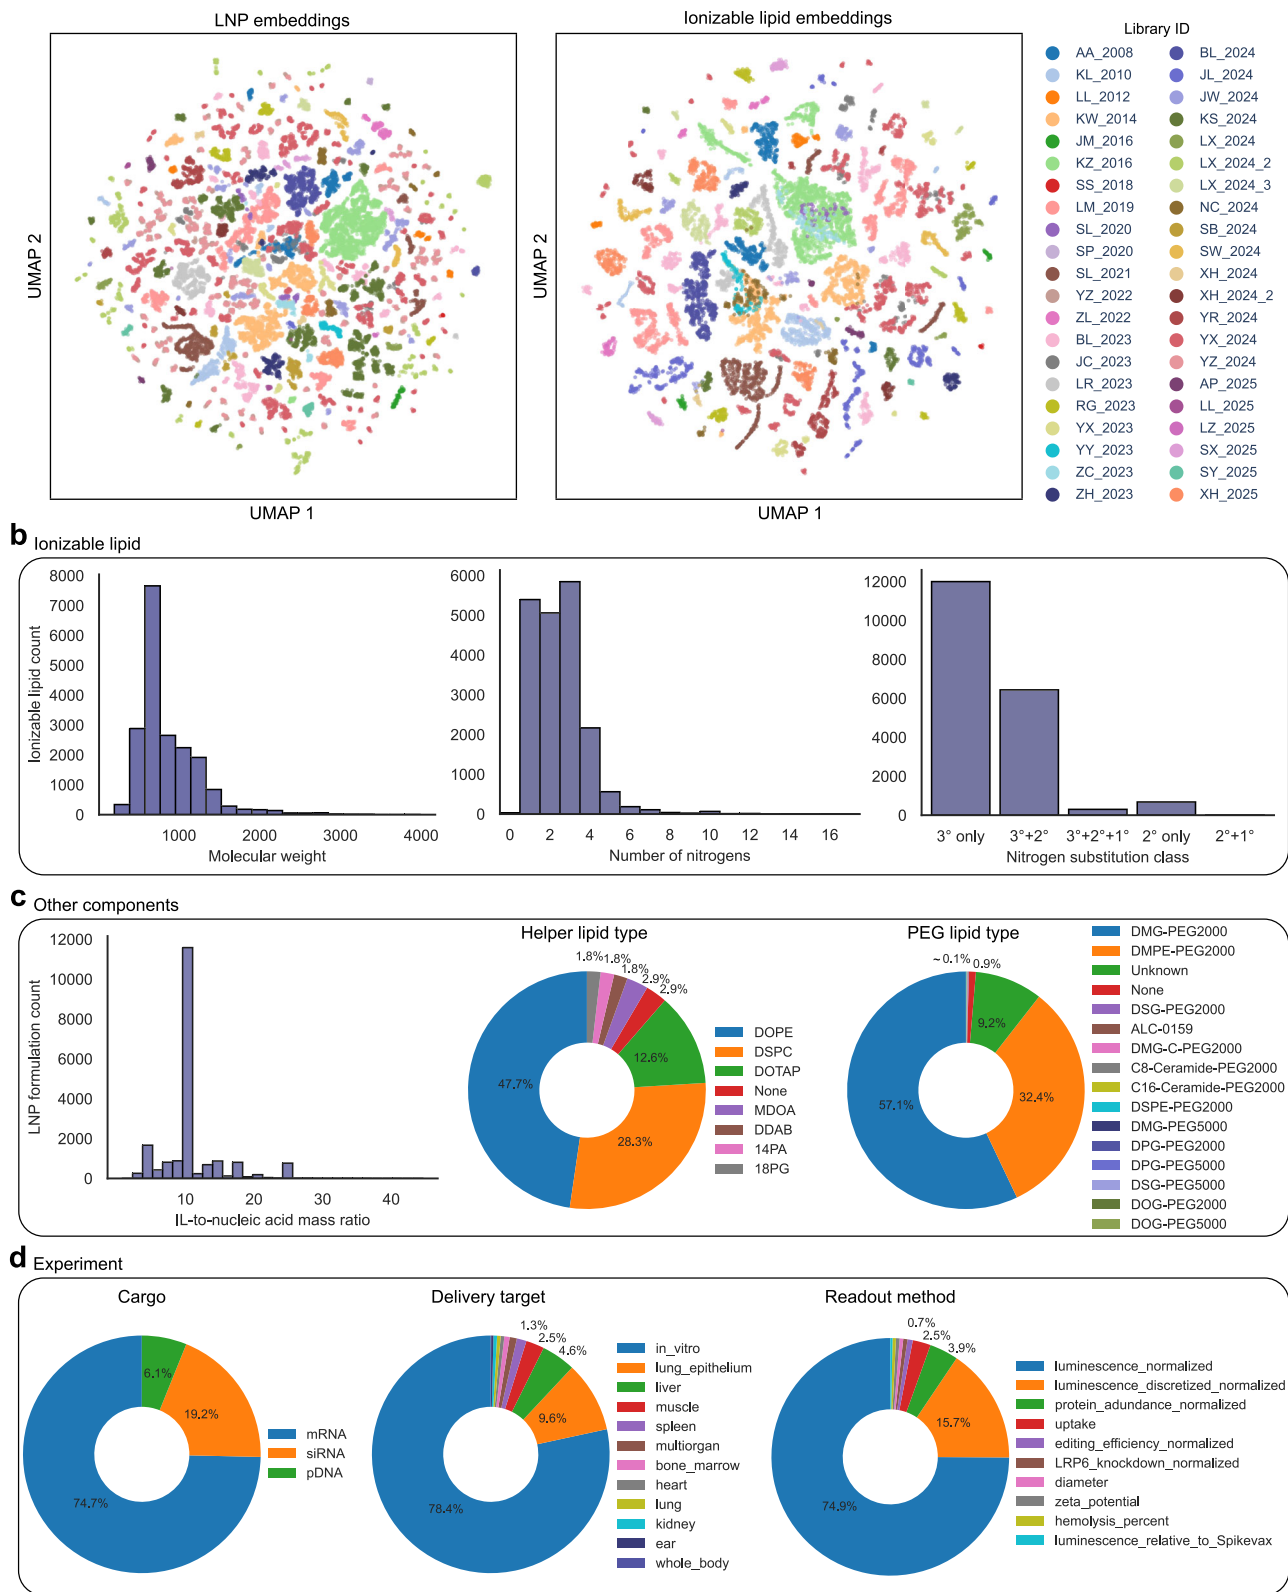 LNP embeddings
Ionizable lipid embeddings
UMAP 2
UMAP 1
UMAP 2
UMAP 1
Library ID
AA_2008
KL_2010
LL_2012
KW_2014
JM_2016
KZ_2016
SS_2018
LM_2019
SL_2020
SP_2020
SL_2021
YZ_2022
ZL_2022
BL_2023
JC_2023
LR_2023
RG_2023
YX_2023
YY_2023
ZC_2023
ZH_2023
BL_2024
JL_2024
JW_2024
KS_2024
LX_2024
LX_2024_2
LX_2024_3
NC_2024
SB_2024
SW_2024
XH_2024
XH_2024_2
YR_2024
YX_2024
YZ_2024
AP_2025
LL_2025
LZ_2025
SX_2025
SY_2025
XH_2025
b Ionizable lipid
Ionizable lipid count
8000
7000
6000
5000
4000
3000
2000
1000
0
1000 2000 3000 4000
Molecular weight
6000
5000
4000
3000
2000
1000
0
0 2 4 6 8 10 12 14 16
Number of nitrogens
12000
10000
8000
6000
4000
2000
0
3° only 3°+2° 3°+2°+1° 2° only 2°+1°
Nitrogen substitution class
c Other components
LNP formulation count
12000
10000
8000
6000
4000
2000
0
10 20 30 40
IL-to-nucleic acid mass ratio
Helper lipid type
1.8%
1.8%
1.8%
2.9%
2.9%
12.6%
47.7%
28.3%
DOPE
DSPC
DOTAP
None
MDOA
DDAB
14PA
18PG
PEG lipid type
~0.1%
0.9%
9.2%
32.4%
57.1%
DMG-PEG2000
DMPE-PEG2000
Unknown
None
DSG-PEG2000
ALC-0159
DMG-C-PEG2000
C8-Ceramide-PEG2000
C16-Ceramide-PEG2000
DSPE-PEG2000
DMG-PEG5000
DPG-PEG2000
DPG-PEG5000
DSG-PEG5000
DOG-PEG2000
DOG-PEG5000
d Experiment
Cargo
6.1%
19.2%
74.7%
mRNA
siRNA
pDNA
Delivery target
1.3%
2.5%
4.6%
9.6%
78.4%
in_vitro
lung_epithelium
liver
muscle
spleen
multiorgan
bone_marrow
heart
lung
kidney
ear
whole_body
Readout method
0.7%
2.5%
3.9%
15.7%
74.9%
luminescence_normalized
luminescence_discretized_normalized
protein_adundance_normalized
uptake
editing_efficiency_normalized
LRP6_knockdown_normalized
diameter
zeta_potential
hemolysis_percent
luminescence_relative_to_Spikevax